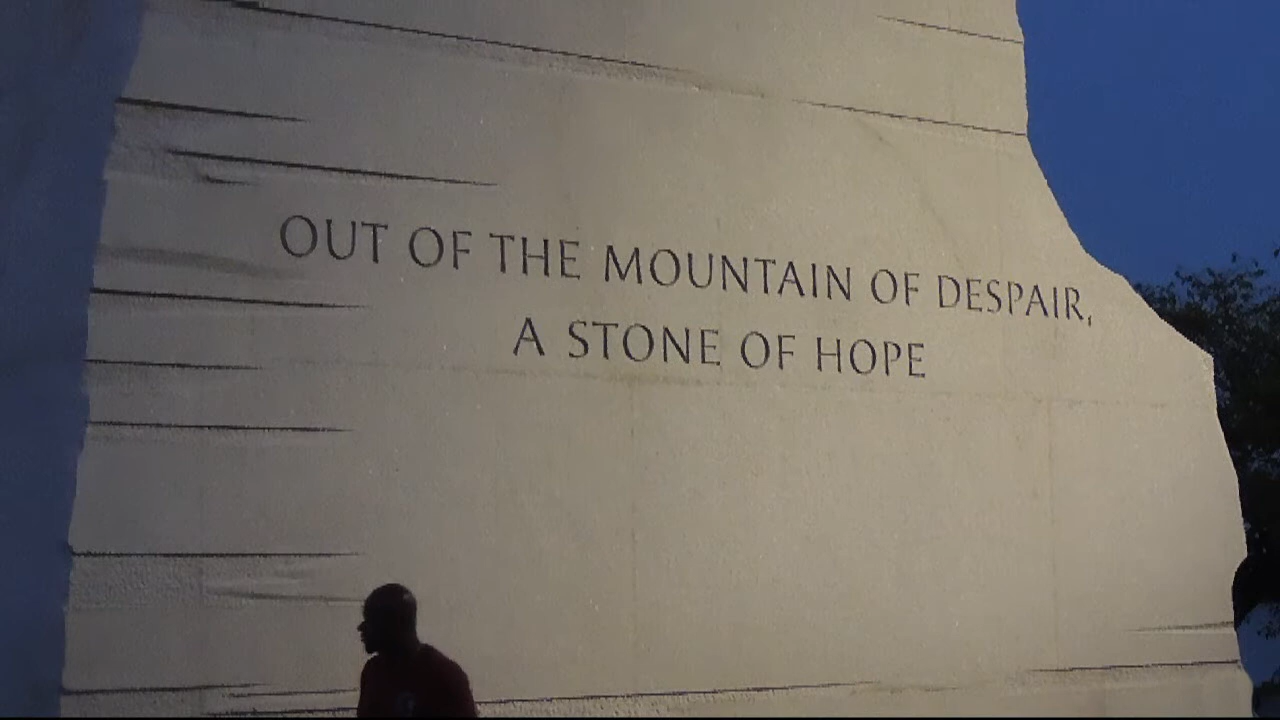 OUT OF THE MOUNTAIN OF DESPAIR,
A STONE OF HOPE